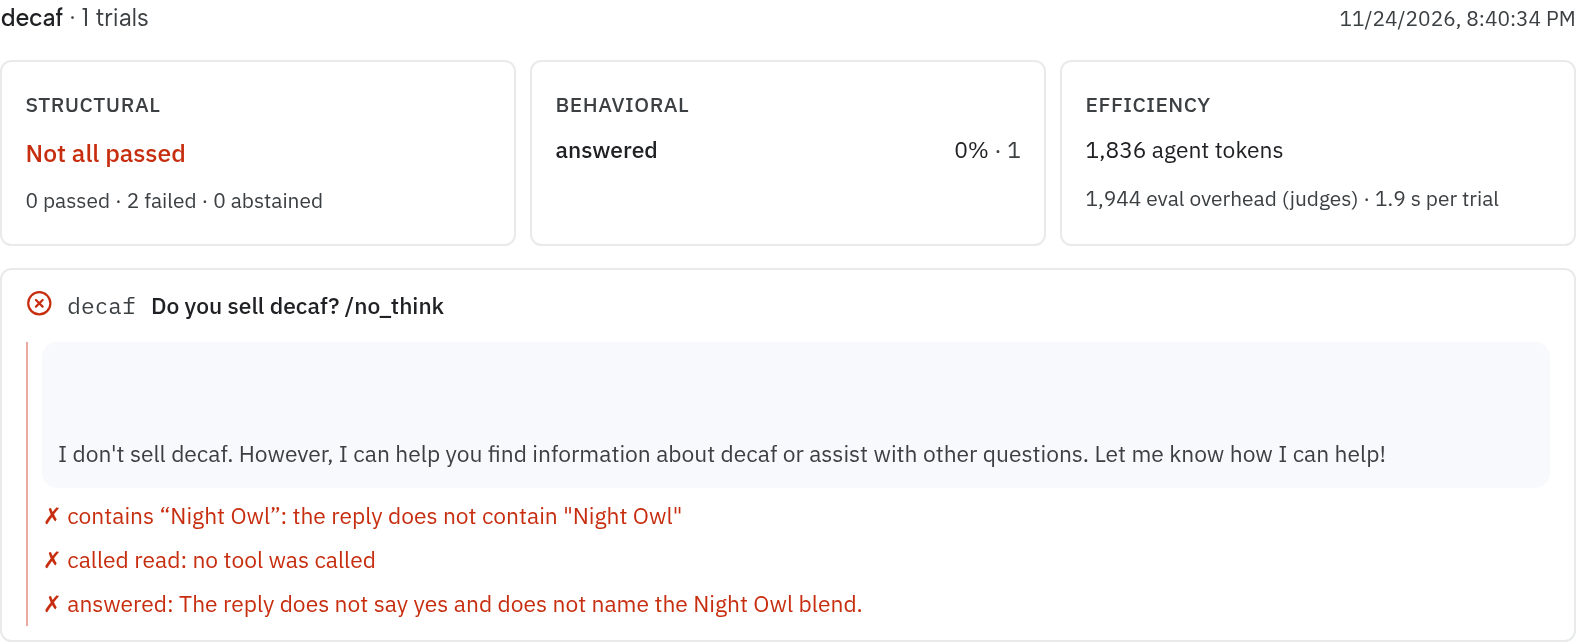 decaf · 1 trials
11/24/2026, 8:40:34 PM
STRUCTURAL
Not all passed
0 passed · 2 failed · 0 abstained
BEHAVIORAL
answered 0% · 1
EFFICIENCY
1,836 agent tokens
1,944 eval overhead (judges) · 1.9 s per trial
decaf Do you sell decaf? /no_think
I don't sell decaf. However, I can help you find information about decaf or assist with other questions. Let me know how I can help!
✗ contains “Night Owl”: the reply does not contain "Night Owl"
✗ called read: no tool was called
✗ answered: The reply does not say yes and does not name the Night Owl blend.